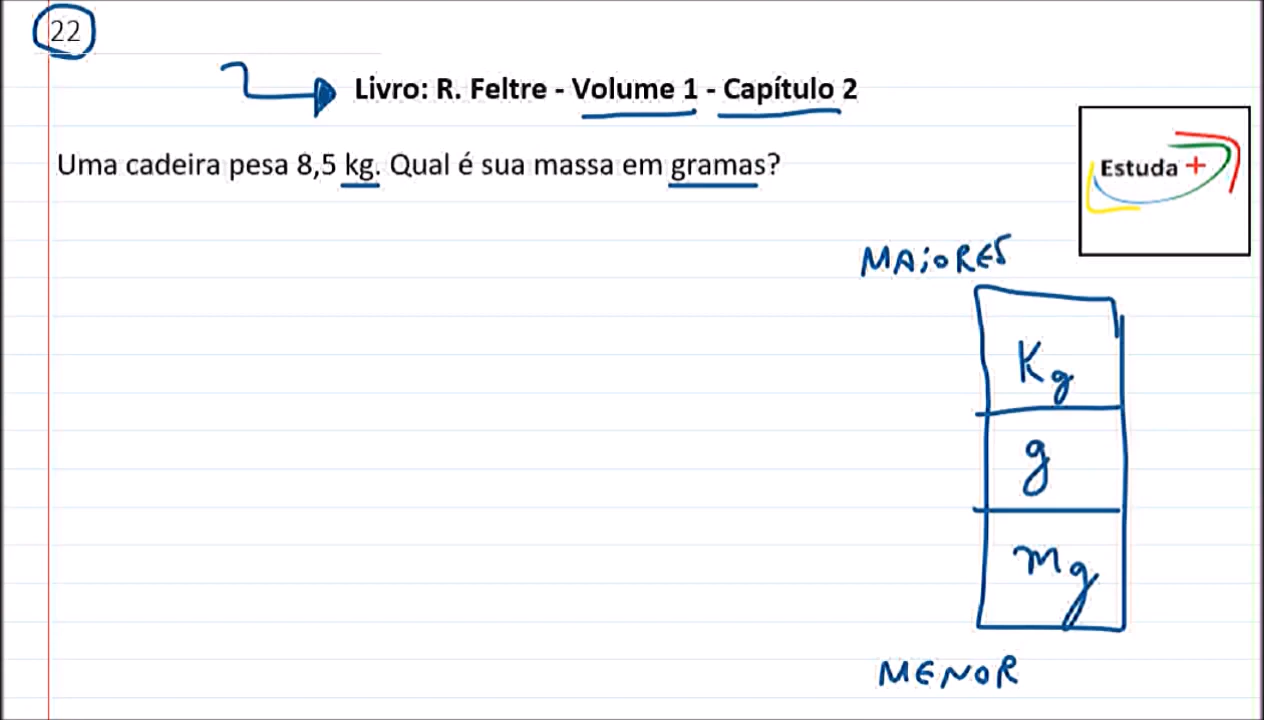 22
Livro: R. Feltre - Volume 1 - Capítulo 2
Uma cadeira pesa 8,5 kg. Qual é sua massa em gramas?
Estuda +
MAiORES
Kg
g
mg
MENOR